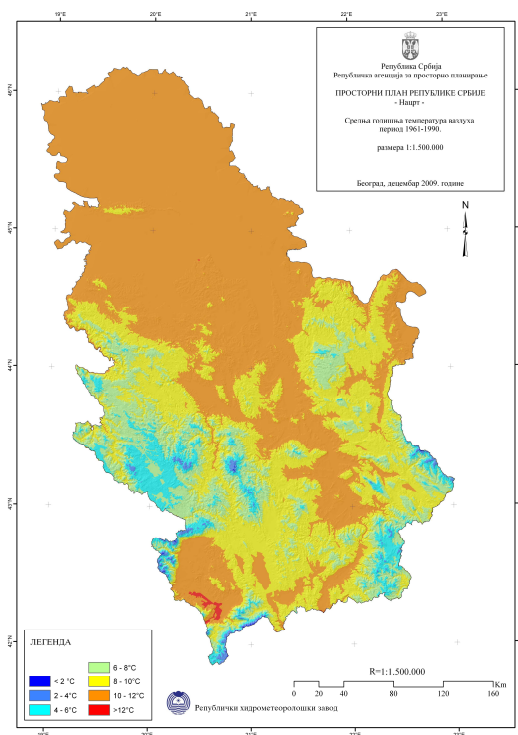 19°E 20°E 21°E 22°E 23°E
Република Србија
Републичка агенција за просторно планирање
ПРОСТОРНИ ПЛАН РЕПУБЛИКЕ СРБИЈЕ
- Нацрт -
Средња годишња температура ваздуха
период 1961-1990.
размера 1:1.500.000
Београд, децембар 2009. године
N
46°N
45°N
44°N
43°N
42°N
ЛЕГЕНДА
< 2 °C
2 - 4°C
4 - 6°C
6 - 8°C
8 - 10°C
10 - 12°C
>12°C
Републички хидрометеоролошки завод
R=1:1.500.000
0 20 40 80 120 160 Km
20°E 21°E 22°E